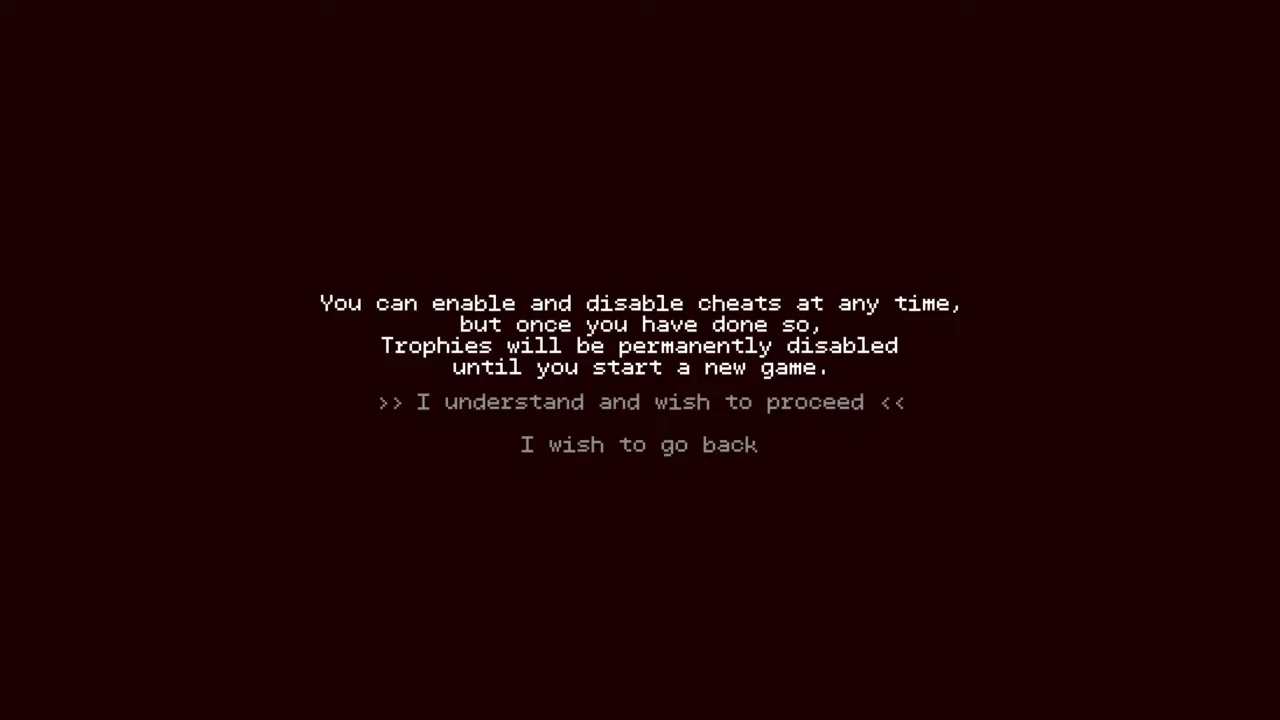 You can enable and disable cheats at any time,
but once you have done so,
Trophies will be permanently disabled
until you start a new game.
>> I understand and wish to proceed <<
I wish to go back